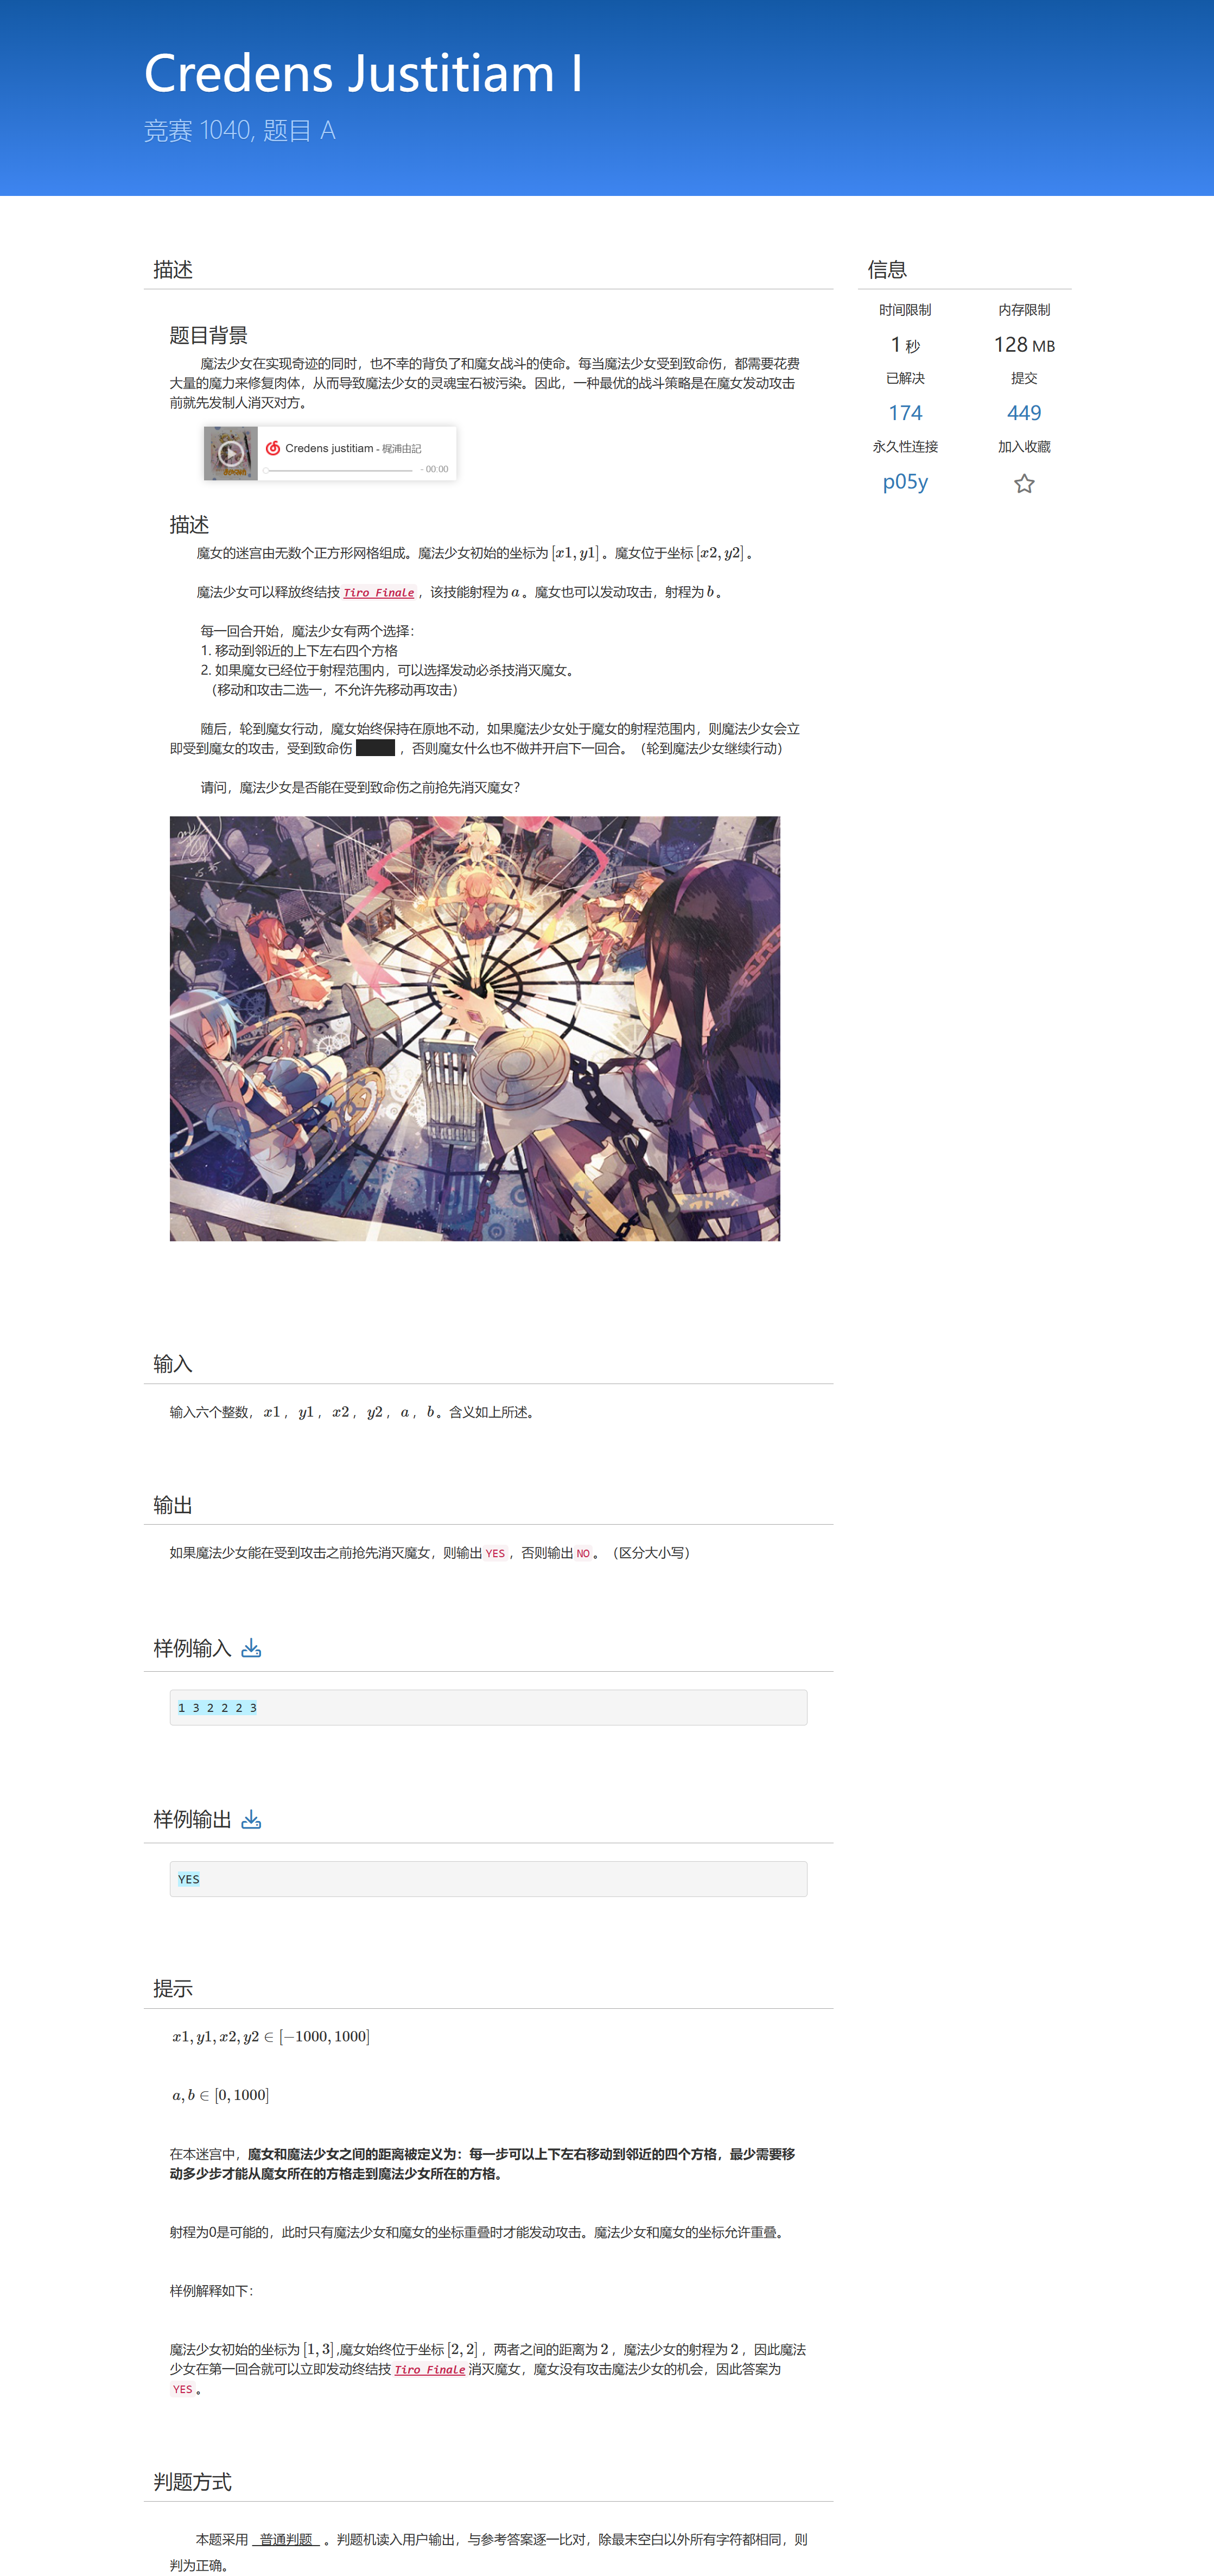 Credens Justitiam I
竞赛 1040, 题目 A
描述
题目背景
魔法少女在实现奇迹的同时，也不幸的背负了和魔女战斗的使命。每当魔法少女受到致命伤，都需要花费
大量的魔力来修复肉体，从而导致魔法少女的灵魂宝石被污染。因此，一种最优的战斗策略是在魔女发动攻击
前就先发制人消灭对方。
Credens justitiam - 梶浦由記
- 00:00
描述
魔女的迷宫由无数个正方形网格组成。魔法少女初始的坐标为 [x1, y1] 。魔女位于坐标 [x2, y2] 。
魔法少女可以释放终结技 Tiro Finale ，该技能射程为 a 。魔女也可以发动攻击，射程为 b 。
每一回合开始，魔法少女有两个选择：
1. 移动到邻近的上下左右四个方格
2. 如果魔女已经位于射程范围内，可以选择发动必杀技消灭魔女。
（移动和攻击二选一，不允许先移动再攻击）
随后，轮到魔女行动，魔女始终保持在原地不动，如果魔法少女处于魔女的射程范围内，则魔法少女会立
即受到魔女的攻击，受到致命伤 ，否则魔女什么也不做并开启下一回合。（轮到魔法少女继续行动）
请问，魔法少女是否能在受到致命伤之前抢先消灭魔女？
输入
输入六个整数， x1 ， y1 ， x2 ， y2 ， a ， b 。含义如上所述。
输出
如果魔法少女能在受到攻击之前抢先消灭魔女，则输出 YES ，否则输出 NO 。（区分大小写）
样例输入
1 3 2 2 2 3
样例输出
YES
提示
x1, y1, x2, y2 ∈ [−1000, 1000]
a, b ∈ [0, 1000]
在本迷宫中，魔女和魔法少女之间的距离被定义为：每一步可以上下左右移动到邻近的四个方格，最少需要移
动多少步才能从魔女所在的方格走到魔法少女所在的方格。
射程为0是可能的，此时只有魔法少女和魔女的坐标重叠时才能发动攻击。魔法少女和魔女的坐标允许重叠。
样例解释如下：
魔法少女初始的坐标为 [1, 3] ,魔女始终位于坐标 [2, 2] ，两者之间的距离为 2 ，魔法少女的射程为 2 ，因此魔法
少女在第一回合就可以立即发动终结技 Tiro Finale 消灭魔女，魔女没有攻击魔法少女的机会，因此答案为
YES 。
判题方式
本题采用 普通判题 。判题机读入用户输出，与参考答案逐一比对，除最末空白以外所有字符都相同，则
判为正确。
信息
时间限制
内存限制
1 秒
128 MB
已解决
提交
174
449
永久性连接
加入收藏
p05y